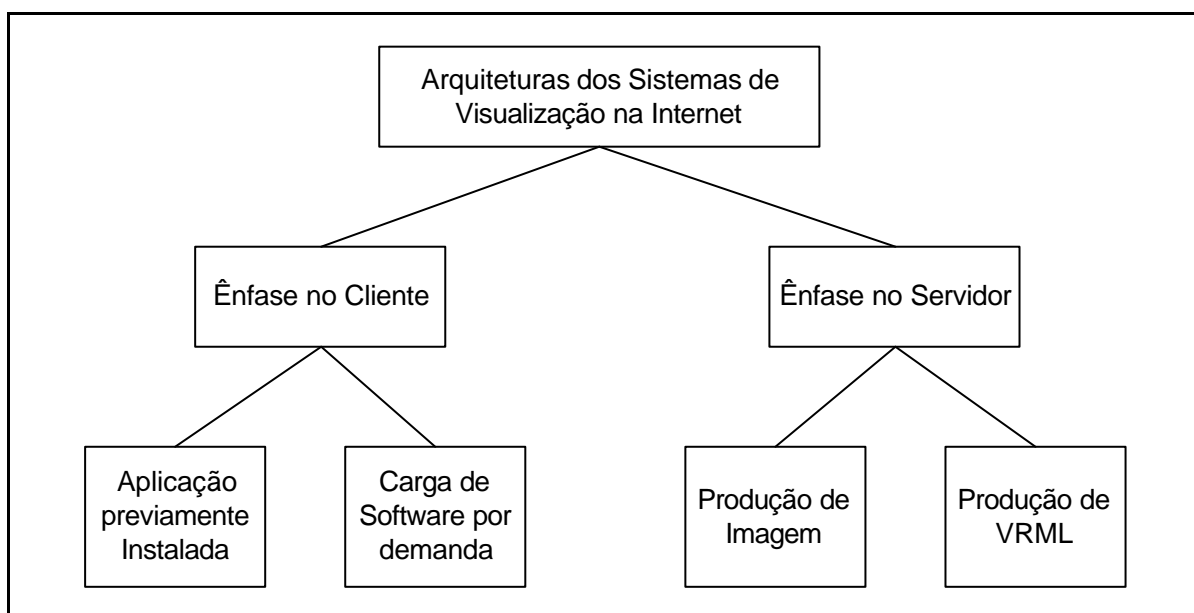 Arquiteturas dos Sistemas de
Visualização na Internet
Ênfase no Cliente
Ênfase no Servidor
Aplicação
previamente
Instalada
Carga de
Software por
demanda
Produção de
Imagem
Produção de
VRML